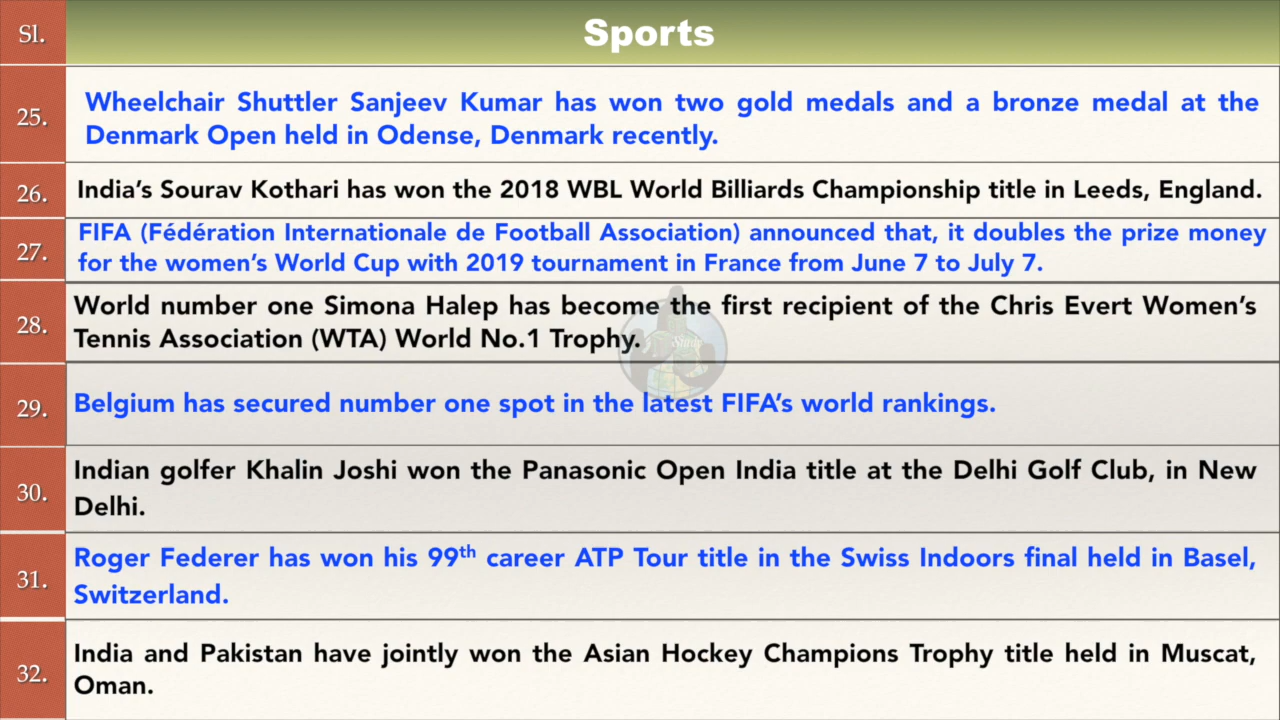 Sl.
Sports
25.
Wheelchair Shuttler Sanjeev Kumar has won two gold medals and a bronze medal at the
Denmark Open held in Odense, Denmark recently.
26.
India's Sourav Kothari has won the 2018 WBL World Billiards Championship title in Leeds, England.
27.
FIFA (Fédération Internationale de Football Association) announced that, it doubles the prize money
for the women's World Cup with 2019 tournament in France from June 7 to July 7.
28.
World number one Simona Halep has become the first recipient of the Chris Evert Women's
Tennis Association (WTA) World No.1 Trophy.
Study
29.
Belgium has secured number one spot in the latest FIFA's world rankings.
30.
Indian golfer Khalin Joshi won the Panasonic Open India title at the Delhi Golf Club, in New
Delhi.
31.
Roger Federer has won his 99th career ATP Tour title in the Swiss Indoors final held in Basel,
Switzerland.
32.
India and Pakistan have jointly won the Asian Hockey Champions Trophy title held in Muscat,
Oman.